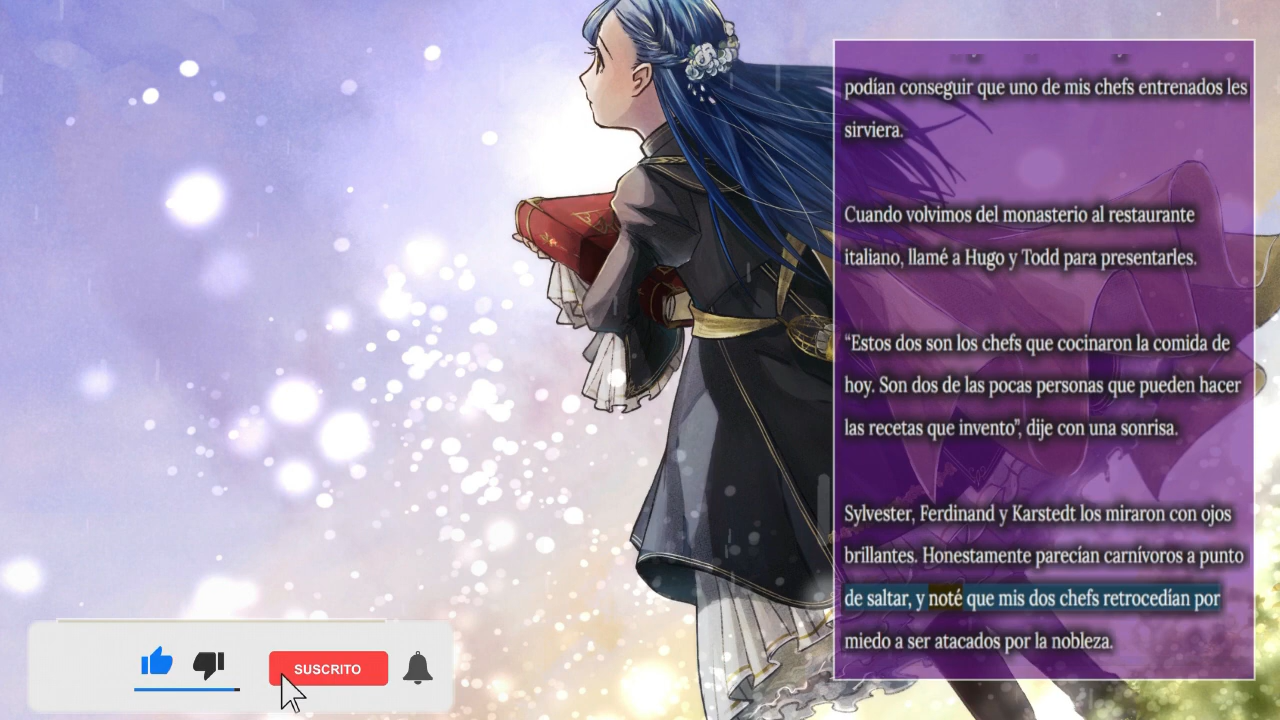 podían conseguir que uno de mis chefs entrenados les
sirviera.
Cuando volvimos del monasterio al restaurante
italiano, llamé a Hugo y Todd para presentarles.
“Estos dos son los chefs que cocinaron la comida de
hoy. Son dos de las pocas personas que pueden hacer
las recetas que invento”, dije con una sonrisa.
Sylvester, Ferdinand y Karstedt los miraron con ojos
brillantes. Honestamente parecían carnívoros a punto
de saltar, y noté que mis dos chefs retrocedían por
miedo a ser atacados por la nobleza.
SUSCRITO